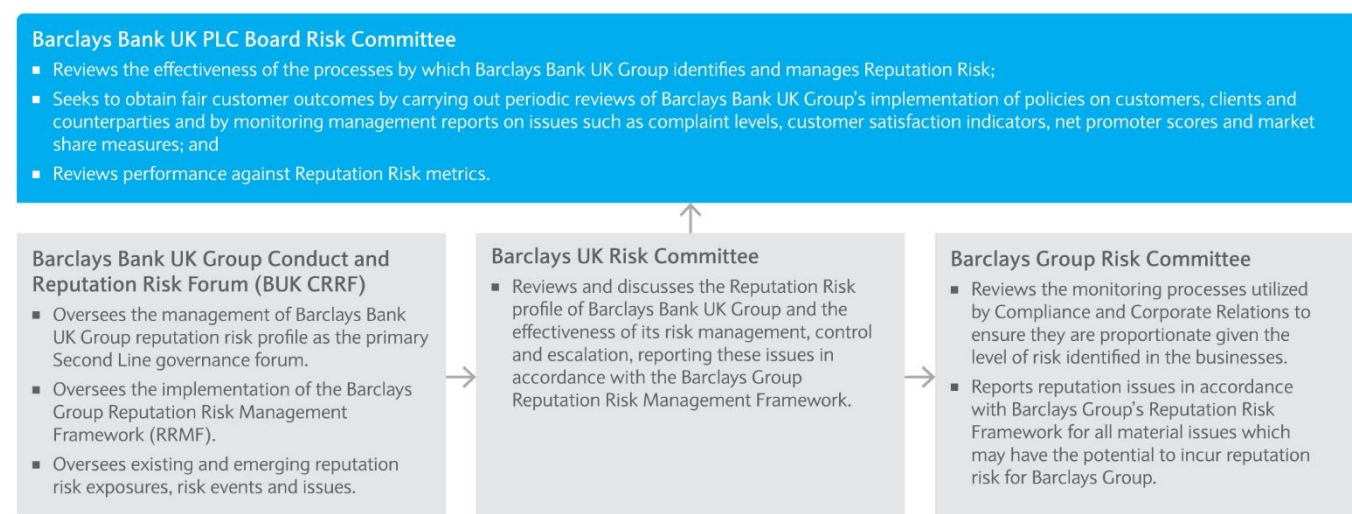 Barclays Bank UK PLC Board Risk Committee
▪ Reviews the effectiveness of the processes by which Barclays Bank UK Group identifies and manages Reputation Risk;
▪ Seeks to obtain fair customer outcomes by carrying out periodic reviews of Barclays Bank UK Group's implementation of policies on customers, clients and
counterparties and by monitoring management reports on issues such as complaint levels, customer satisfaction indicators, net promoter scores and market
share measures; and
▪ Reviews performance against Reputation Risk metrics.
Barclays Bank UK Group Conduct and
Reputation Risk Forum (BUK CRRF)
▪ Oversees the management of Barclays Bank
UK Group reputation risk profile as the primary
Second Line governance forum.
▪ Oversees the implementation of the Barclays
Group Reputation Risk Management
Framework (RRMF).
▪ Oversees existing and emerging reputation
risk exposures, risk events and issues.
Barclays UK Risk Committee
▪ Reviews and discusses the Reputation Risk
profile of Barclays Bank UK Group and the
effectiveness of its risk management, control
and escalation, reporting these issues in
accordance with the Barclays Group
Reputation Risk Management Framework.
Barclays Group Risk Committee
▪ Reviews the monitoring processes utilized
by Compliance and Corporate Relations to
ensure they are proportionate given the
level of risk identified in the businesses.
▪ Reports reputation issues in accordance
with Barclays Group's Reputation Risk
Framework for all material issues which
may have the potential to incur reputation
risk for Barclays Group.